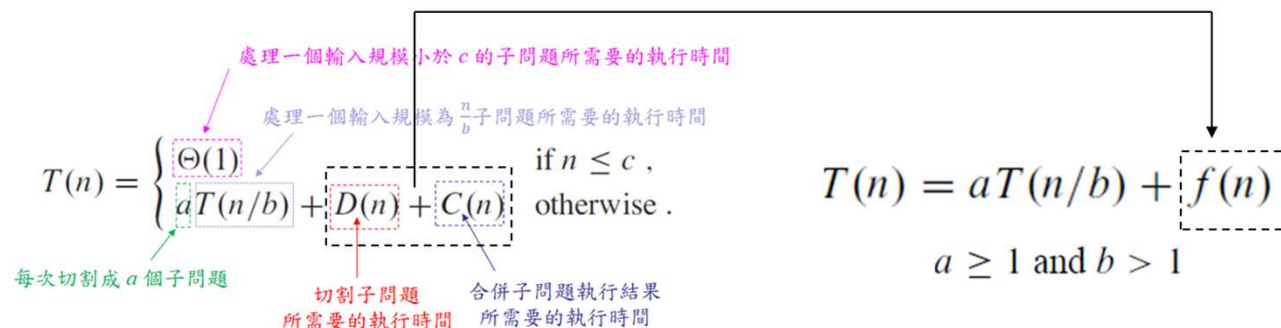 處理一個輸入規模小於 c 的子問題所需要的執行時間
處理一個輸入規模為 n/b 子問題所需要的執行時間
T(n) = { Θ(1) if n ≤ c ,
aT(n/b) + D(n) + C(n) otherwise .
每次切割成 a 個子問題
切割子問題
所需要的執行時間
合併子問題執行結果
所需要的執行時間
T(n) = aT(n/b) + f(n)
a ≥ 1 and b > 1